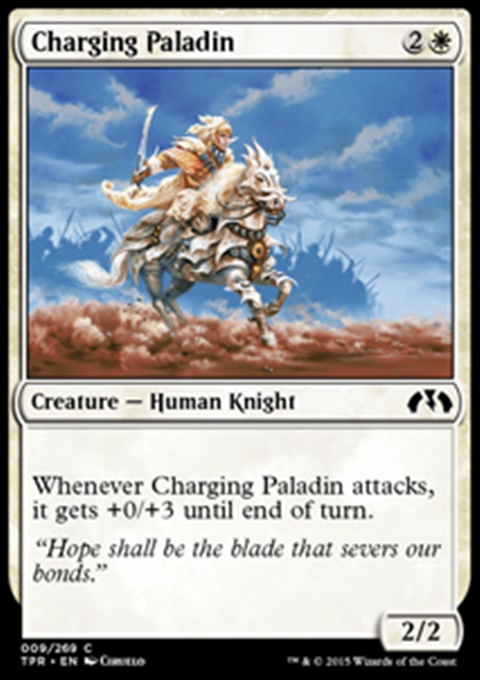 Charging Paladin 2
Creature — Human Knight
Whenever Charging Paladin attacks,
it gets +0/+3 until end of turn.
“Hope shall be the blade that severs our
bonds.”
2/2
009/269 C
TPR • EN Ciruelo
™ & © 2015 Wizards of the Coast